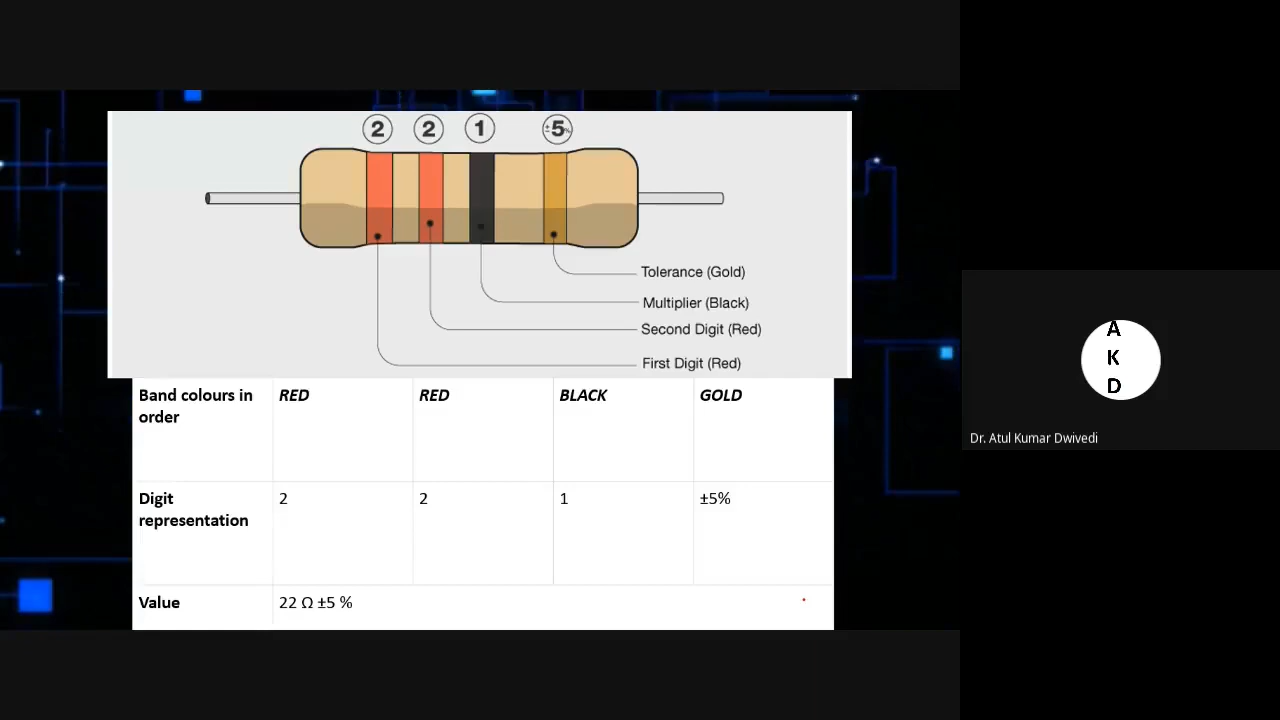 2 2 1 ±5%
Tolerance (Gold)
Multiplier (Black)
Second Digit (Red)
First Digit (Red)
Band colours in order RED RED BLACK GOLD
Digit representation 2 2 1 ±5%
Value 22 Ω ±5 %
A
K
D
Dr. Atul Kumar Dwivedi